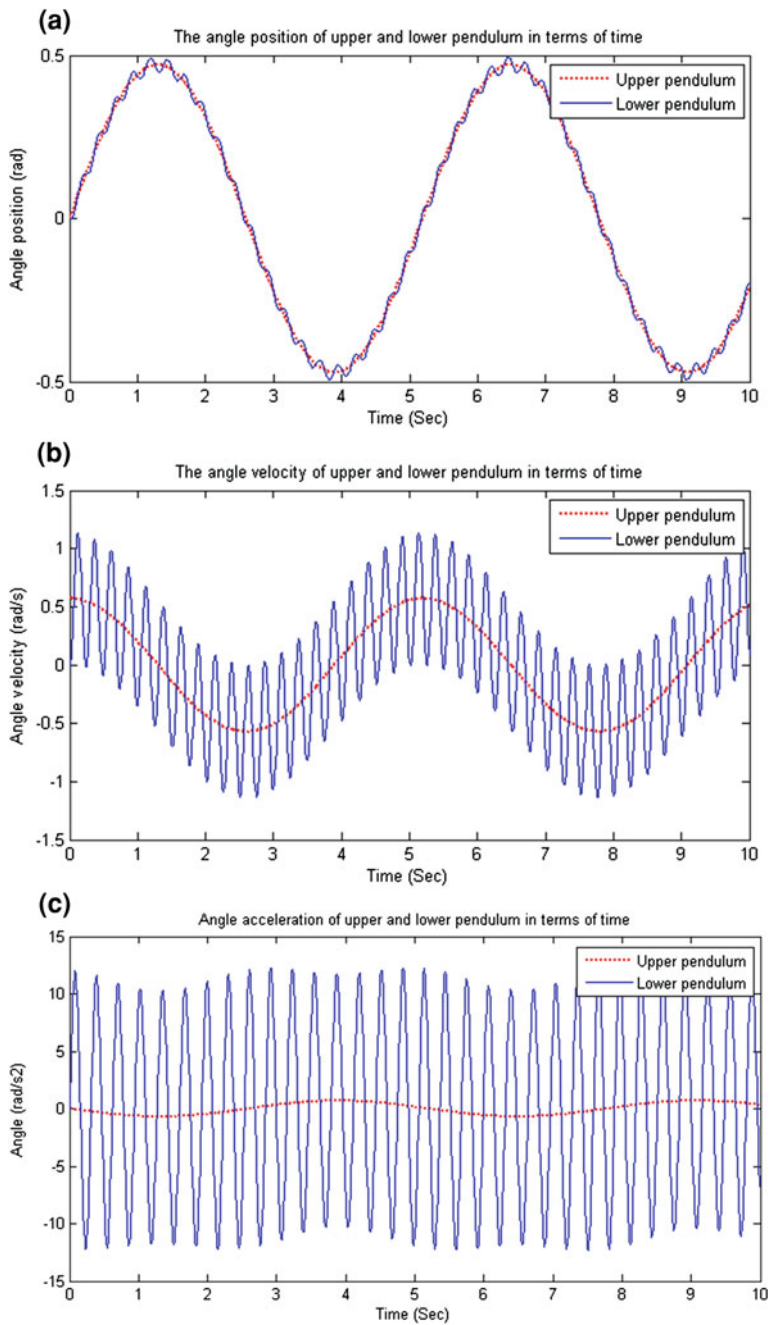 (a)
The angle position of upper and lower pendulum in terms of time
0.5
0
-0.5
Angle position (rad)
Upper pendulum
Lower pendulum
0 1 2 3 4 5 6 7 8 9 10
Time (Sec)
(b)
The angle velocity of upper and lower pendulum in terms of time
1.5
1
0.5
0
-0.5
-1
-1.5
Angle velocity (rad/s)
Upper pendulum
Lower pendulum
0 1 2 3 4 5 6 7 8 9 10
Time (Sec)
(c)
Angle acceleration of upper and lower pendulum in terms of time
15
10
5
0
-5
-10
-15
Angle (rad/s2)
Upper pendulum
Lower pendulum
0 1 2 3 4 5 6 7 8 9 10
Time (Sec)